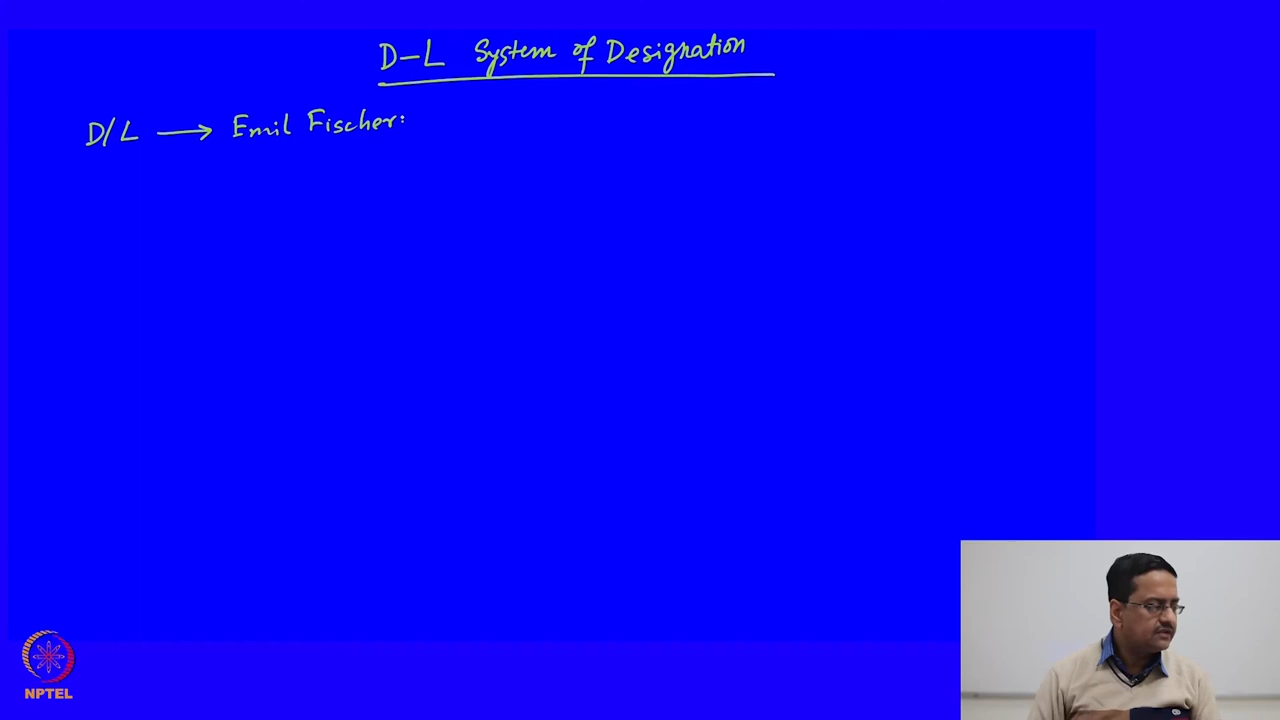 D-L System of Designation
D/L → Emil Fischer:
NPTEL